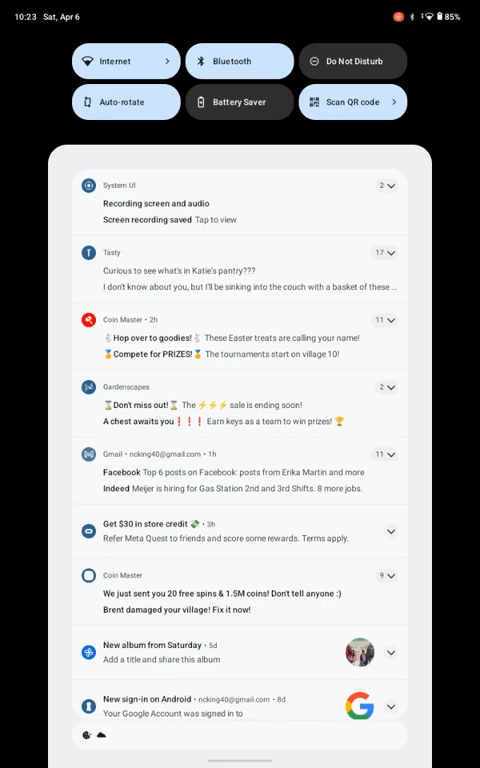 10:23 Sat, Apr 6
85%
Internet
Bluetooth
Do Not Disturb
Auto-rotate
Battery Saver
Scan QR code
System UI
2
Recording screen and audio
Screen recording saved Tap to view
Tasty
17
Curious to see what's in Katie's pantry???
I don't know about you, but I'll be sinking into the couch with a basket of these ...
Coin Master • 2h
11
🐇Hop over to goodies!🐇 These Easter treats are calling your name!
🏅Compete for PRIZES!🏅 The tournaments start on village 10!
Gardenscapes
2
⌛Don't miss out!⌛ The ⚡⚡⚡ sale is ending soon!
A chest awaits you❗❗❗ Earn keys as a team to win prizes! 🏆
Gmail • ncking40@gmail.com • 1h
11
Facebook Top 6 posts on Facebook: posts from Erika Martin and more
Indeed Meijer is hiring for Gas Station 2nd and 3rd Shifts. 8 more jobs.
Get $30 in store credit 💸 • 3h
Refer Meta Quest to friends and score some rewards. Terms apply.
Coin Master
9
We just sent you 20 free spins & 1.5M coins! Don't tell anyone :)
Brent damaged your village! Fix it now!
New album from Saturday • 5d
Add a title and share this album
New sign-in on Android • ncking40@gmail.com • 8d
Your Google Account was signed in to